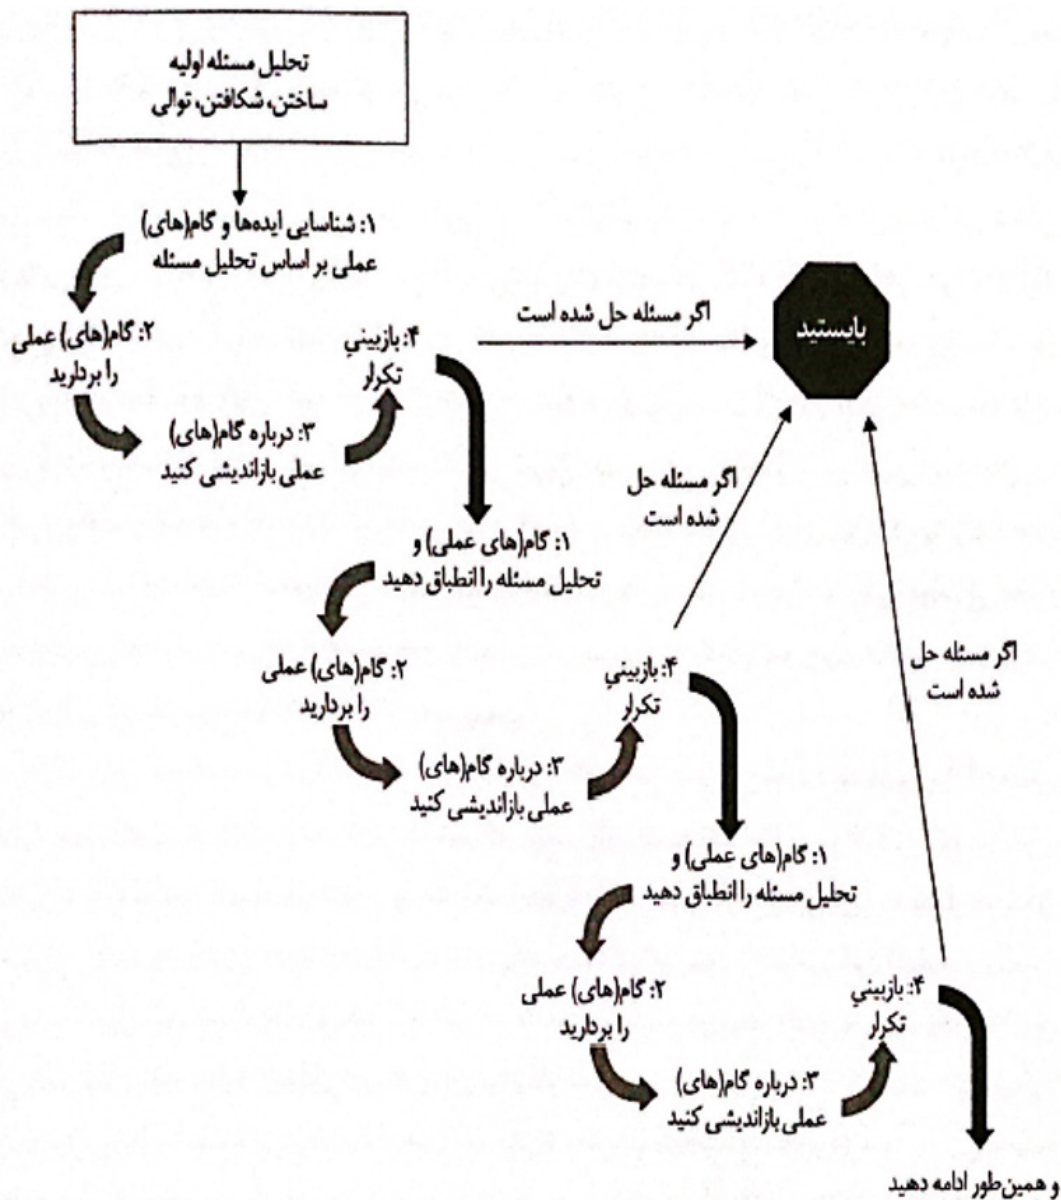 تحلیل مسئله اولیه
ساختن، شکافتن، توالی
۱: شناسایی ایده‌ها و گام(های)
عملی بر اساس تحلیل مسئله
۲: گام(های) عملی
را بردارید
۳: درباره گام(های)
عملی بازاندیشی کنید
۴: بازبینیِ
تکرار
اگر مسئله حل شده است
بایستید
۱: گام(های عملی) و
تحلیل مسئله را انطباق دهید
۲: گام(های) عملی
را بردارید
۳: درباره گام(های)
عملی بازاندیشی کنید
۴: بازبینیِ
تکرار
اگر مسئله حل
شده است
۱: گام(های عملی) و
تحلیل مسئله را انطباق دهید
۲: گام(های) عملی
را بردارید
۳: درباره گام(های)
عملی بازاندیشی کنید
۴: بازبینیِ
تکرار
اگر مسئله حل
شده است
و همین‌طور ادامه دهید